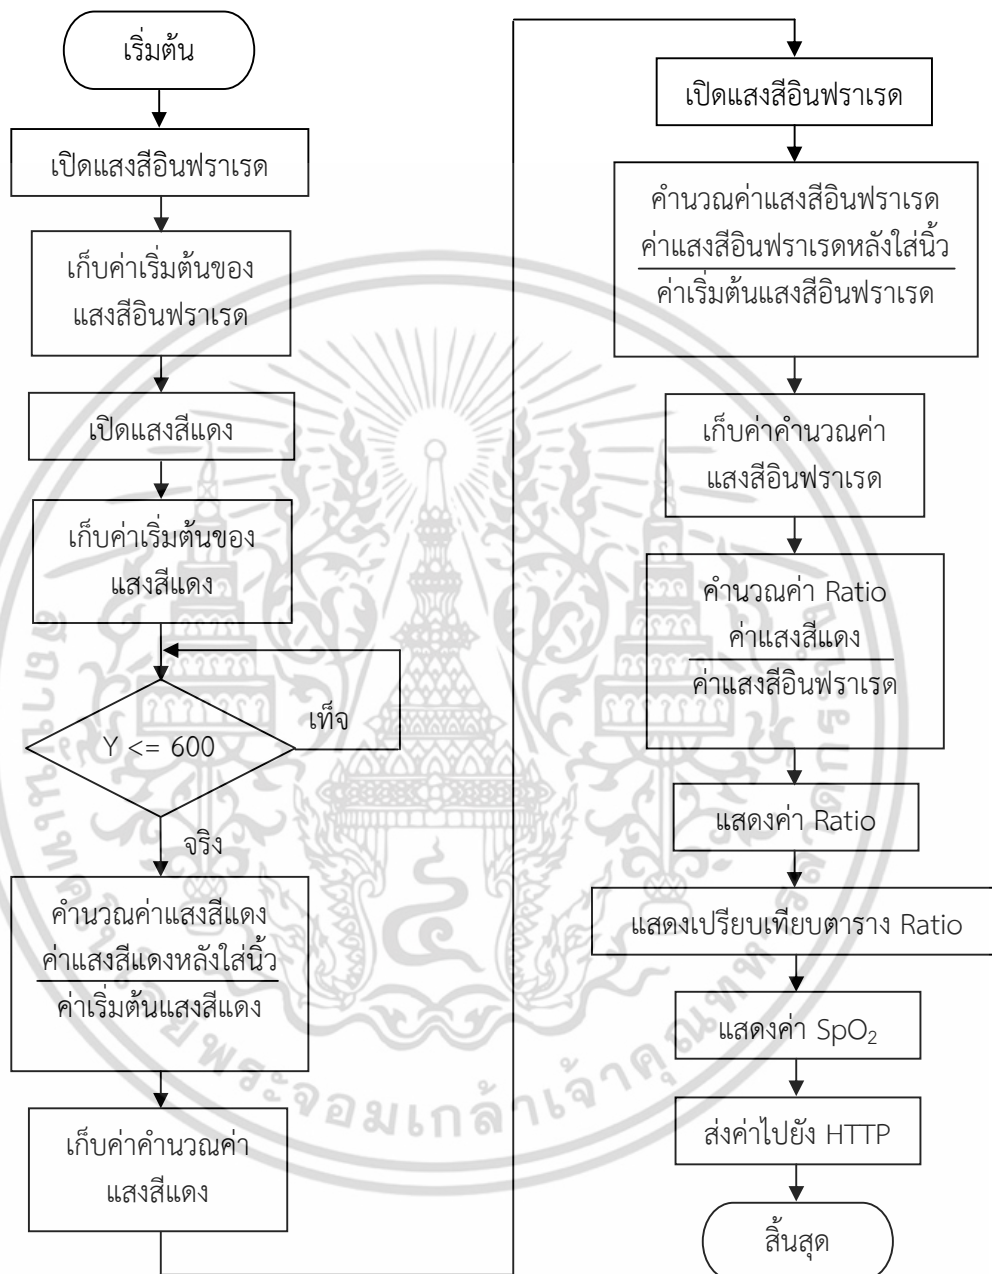 เริ่มต้น
เปิดแสงสีอินฟราเรด
เก็บค่าเริ่มต้นของ
แสงสีอินฟราเรด
เปิดแสงสีแดง
เก็บค่าเริ่มต้นของ
แสงสีแดง
Y <= 600
เท็จ
จริง
คำนวณค่าแสงสีแดง
ค่าแสงสีแดงหลังใส่นิ้ว
ค่าเริ่มต้นแสงสีแดง
เก็บค่าคำนวณค่า
แสงสีแดง
เปิดแสงสีอินฟราเรด
คำนวณค่าแสงสีอินฟราเรด
ค่าแสงสีอินฟราเรดหลังใส่นิ้ว
ค่าเริ่มต้นแสงสีอินฟราเรด
เก็บค่าคำนวณค่า
แสงสีอินฟราเรด
คำนวณค่า Ratio
ค่าแสงสีแดง
ค่าแสงสีอินฟราเรด
แสดงค่า Ratio
แสดงเปรียบเทียบตาราง Ratio
แสดงค่า SpO₂
ส่งค่าไปยัง HTTP
สิ้นสุด